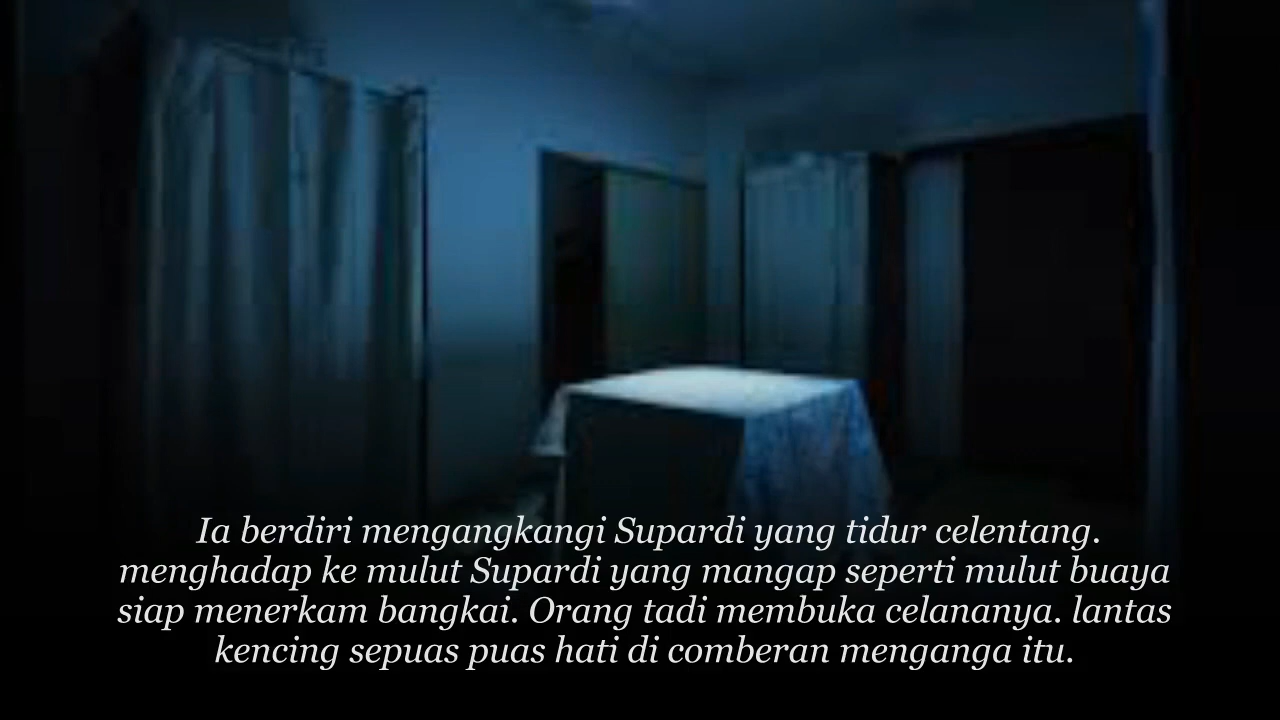 Ia berdiri mengangkangi Supardi yang tidur celentang.
menghadap ke mulut Supardi yang mangap seperti mulut buaya
siap menerkam bangkai. Orang tadi membuka celananya. lantas
kencing sepuas puas hati di comberan menganga itu.